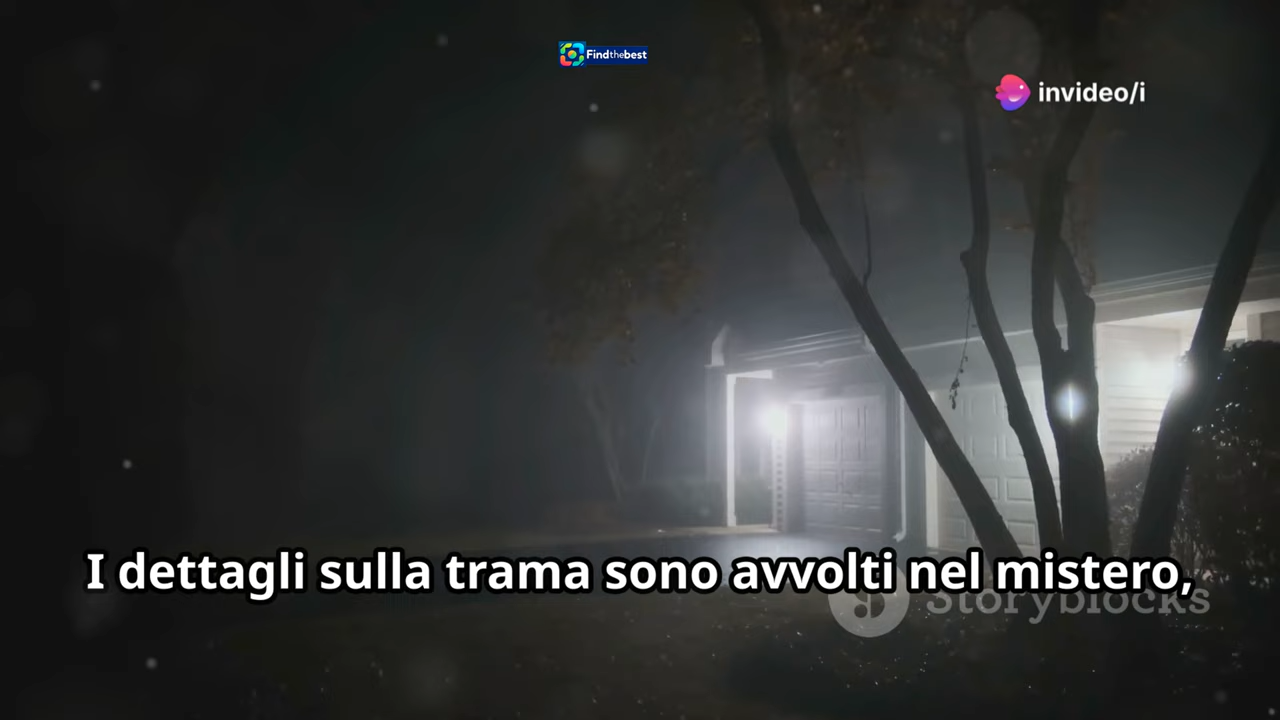 Findthebest
invideo/i
I dettagli sulla trama sono avvolti nel mistero,
Storyblocks